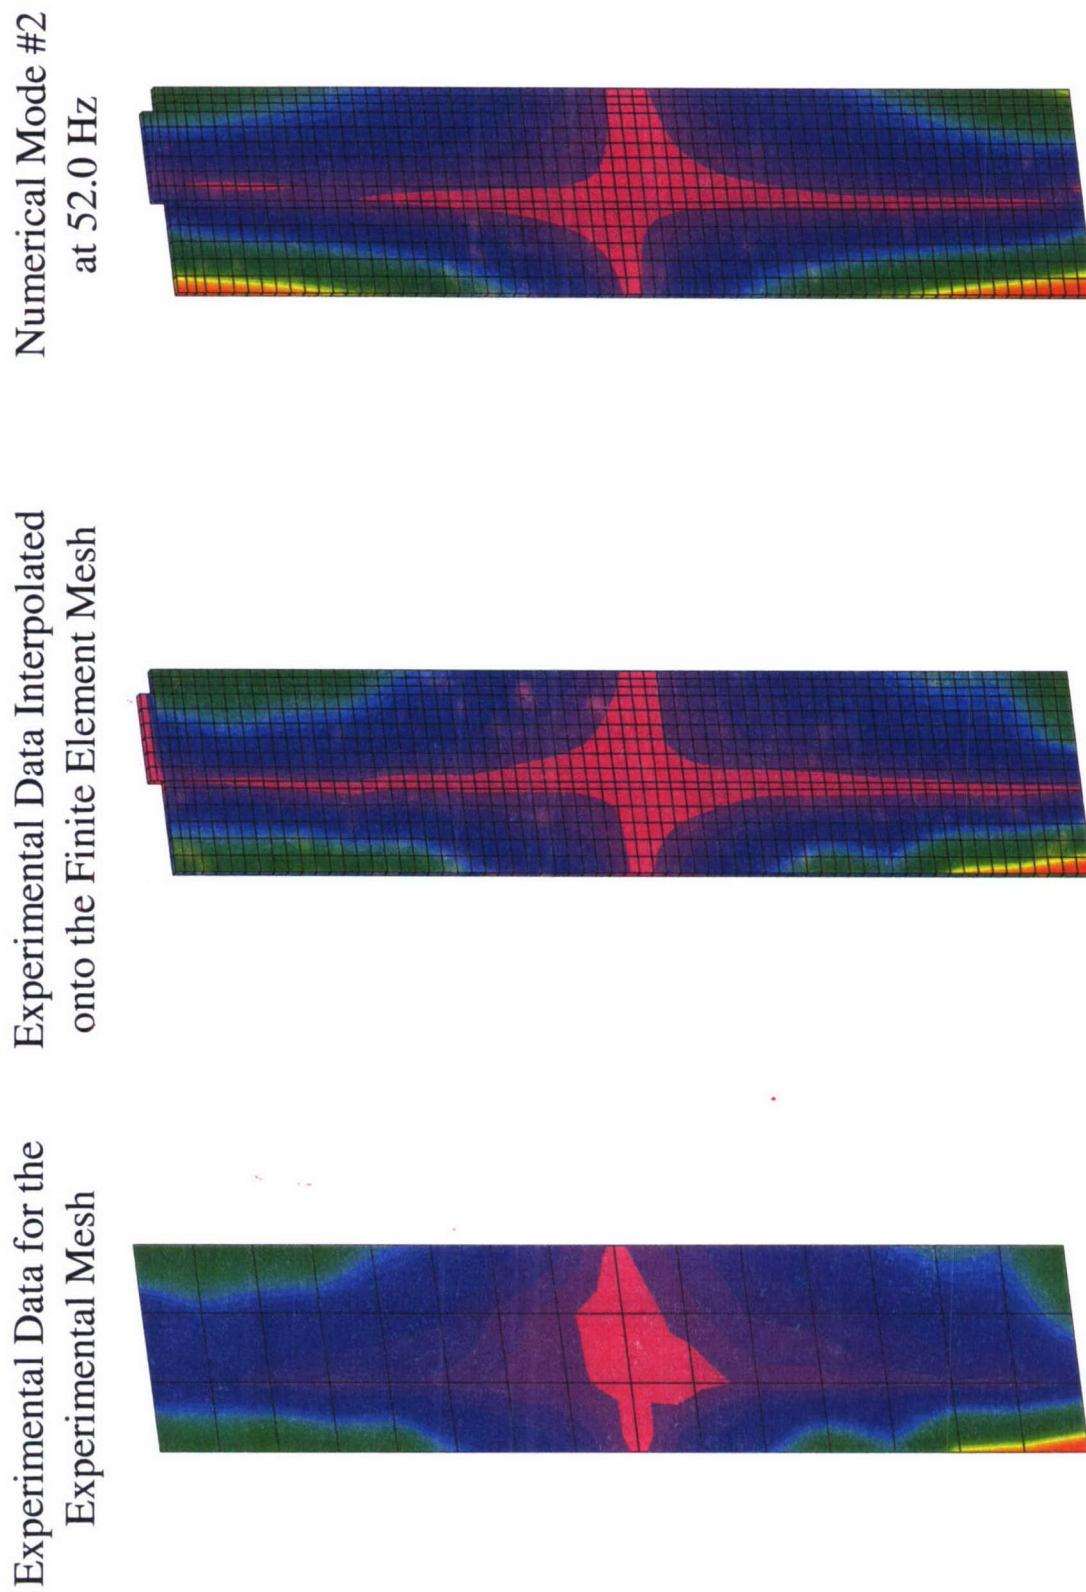 Experimental Data for the
Experimental Mesh
Experimental Data Interpolated
onto the Finite Element Mesh
Numerical Mode #2
at 52.0 Hz